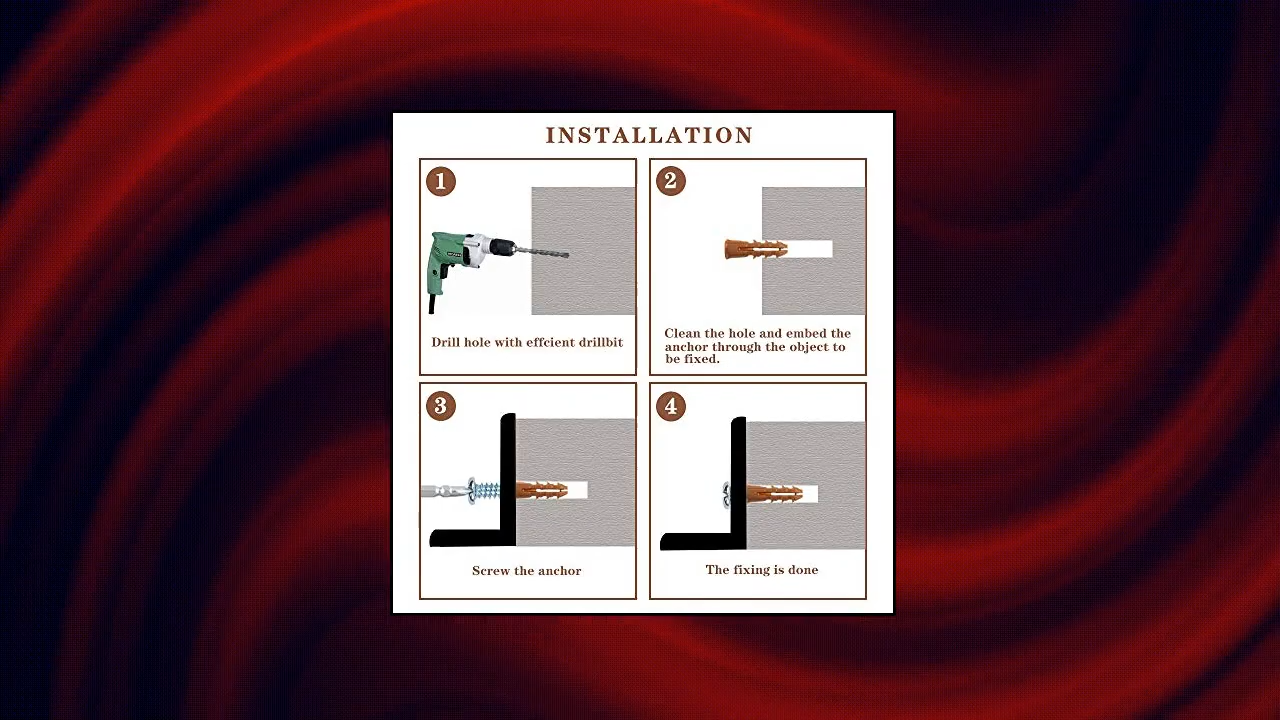 INSTALLATION
1
Drill hole with effcient drillbit
2
Clean the hole and embed the
anchor through the object to
be fixed.
3
Screw the anchor
4
The fixing is done